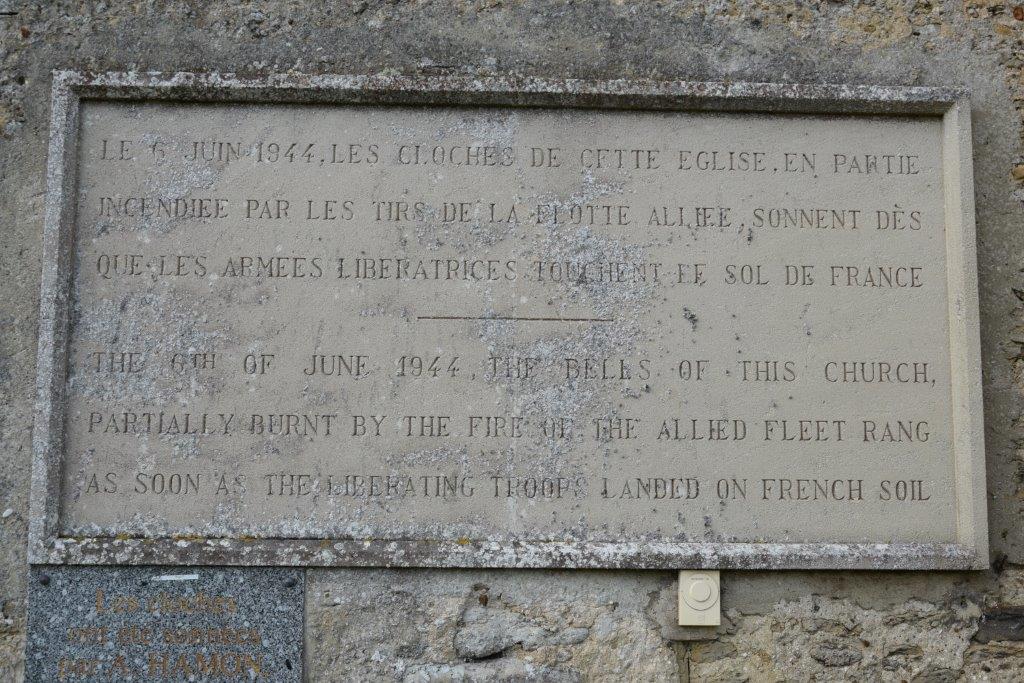 LE 6 JUIN 1944, LES CLOCHES DE CETTE EGLISE, EN PARTIE
INCENDIEE PAR LES TIRS DE LA FLOTTE ALLIEE, SONNENT DÈS
QUE LES ARMEES LIBERATRICES TOUCHENT LE SOL DE FRANCE
THE 6TH OF JUNE 1944, THE BELLS OF THIS CHURCH,
PARTIALLY BURNT BY THE FIRE OF THE ALLIED FLEET RANG
AS SOON AS THE LIBERATING TROOPS LANDED ON FRENCH SOIL
Les cloches
ont été sonnées
par A. HAMON